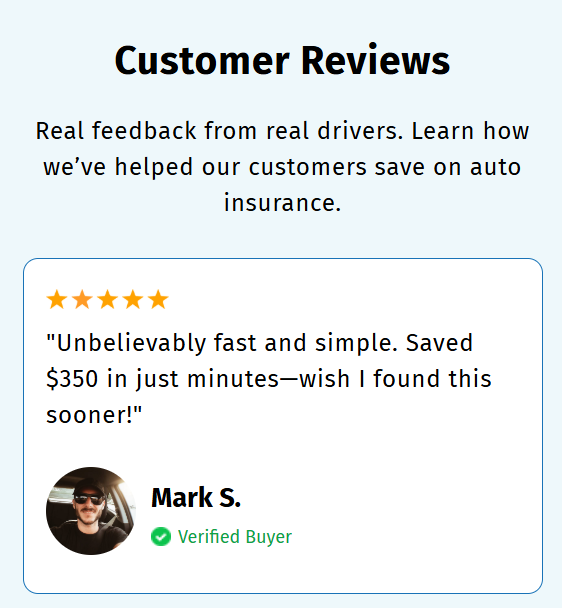 Customer Reviews
Real feedback from real drivers. Learn how
we’ve helped our customers save on auto
insurance.
"Unbelievably fast and simple. Saved
$350 in just minutes—wish I found this
sooner!"
Mark S.
Verified Buyer